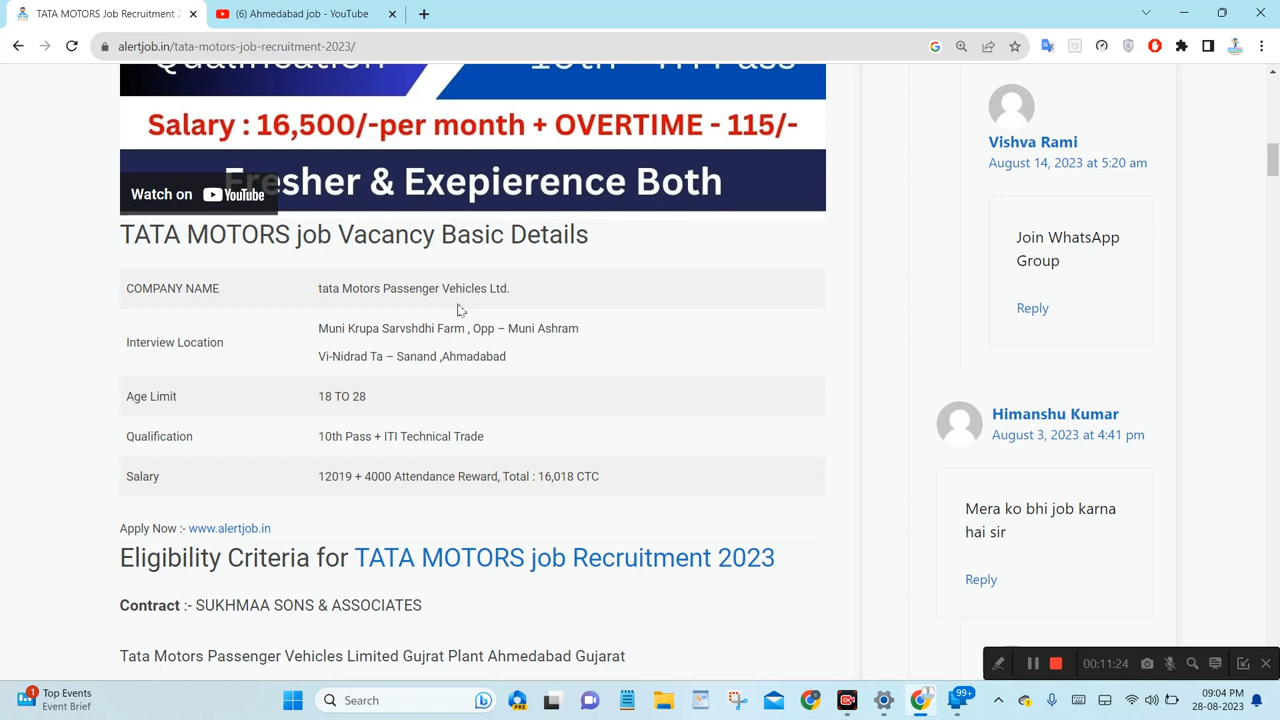 TATA MOTORS Job Recruitment 2
(6) Ahmedabad job - YouTube
alertjob.in/tata-motors-job-recruitment-2023/
Qualification 10th + ITI Pass
Salary : 16,500/-per month + OVERTIME - 115/-
Fresher & Exepierence Both
Watch on YouTube
TATA MOTORS job Vacancy Basic Details
COMPANY NAME tata Motors Passenger Vehicles Ltd.
Interview Location Muni Krupa Sarvshdhi Farm , Opp – Muni Ashram
Vi-Nidrad Ta – Sanand ,Ahmadabad
Age Limit 18 TO 28
Qualification 10th Pass + ITI Technical Trade
Salary 12019 + 4000 Attendance Reward, Total : 16,018 CTC
Apply Now :- www.alertjob.in
Eligibility Criteria for TATA MOTORS job Recruitment 2023
Contract :- SUKHMAA SONS & ASSOCIATES
Tata Motors Passenger Vehicles Limited Gujrat Plant Ahmedabad Gujarat
Vishva Rami
August 14, 2023 at 5:20 am
Join WhatsApp
Group
Reply
Himanshu Kumar
August 3, 2023 at 4:41 pm
Mera ko bhi job karna
hai sir
Reply
00:11:24
1
Top Events
Event Brief
Search
PRE
99+
09:04 PM
28-08-2023